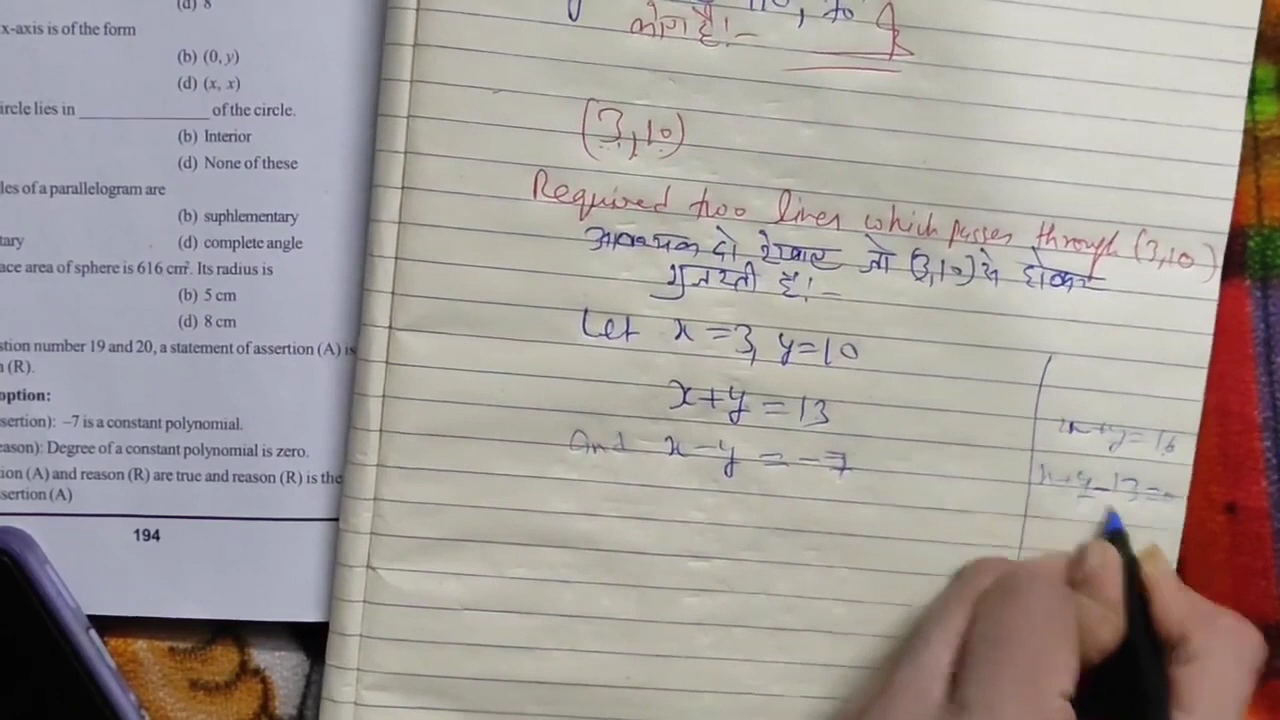 (d) 8
x-axis is of the form
(b) (0, y)
(d) (x, x)
ircle lies in ______________ of the circle.
(b) Interior
(d) None of these
les of a parallelogram are
(b) suphlementary
tary
(d) complete angle
ace area of sphere is 616 cm². Its radius is
(b) 5 cm
(d) 8 cm
stion number 19 and 20, a statement of assertion (A) is
(R).
option:
sertion): –7 is a constant polynomial.
eason): Degree of a constant polynomial is zero.
ion (A) and reason (R) are true and reason (R) is the
sertion (A)
194
(3,10)
Required two lines which passes through (3,10)
आवश्यक दो रेखाएँ जो (3,10) से होकर
गुजरती हैं।-
Let x=3, y=10
x+y=13
And x-y=-7
x+y=
x+y-13=